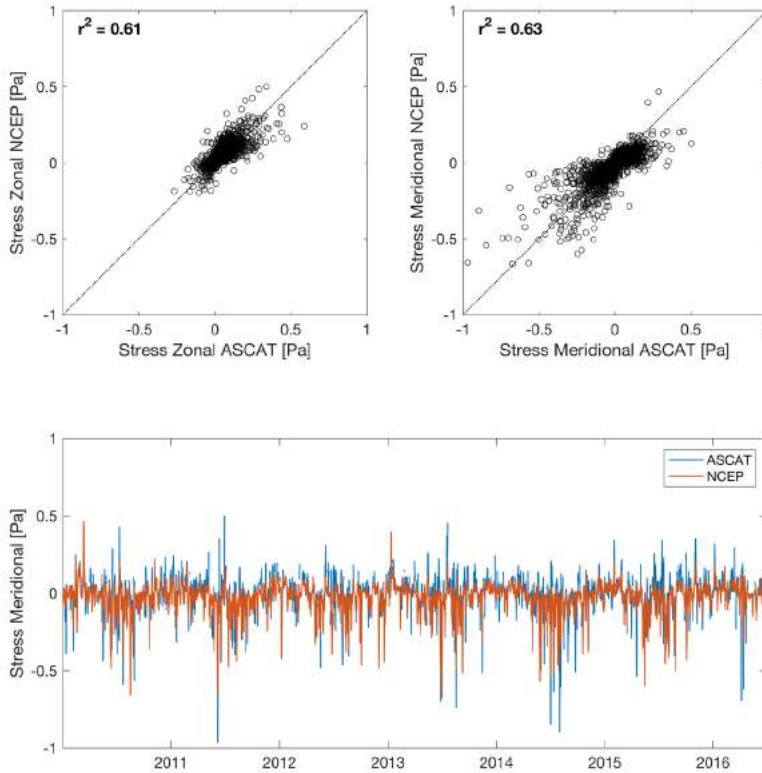 r² = 0.61
Stress Zonal NCEP [Pa]
1
0.5
0
-0.5
-1
-1 -0.5 0 0.5 1
Stress Zonal ASCAT [Pa]
r² = 0.63
Stress Meridional NCEP [Pa]
1
0.5
0
-0.5
-1
-1 -0.5 0 0.5 1
Stress Meridional ASCAT [Pa]
Stress Meridional [Pa]
1
0.5
0
-0.5
-1
ASCAT
NCEP
2011 2012 2013 2014 2015 2016